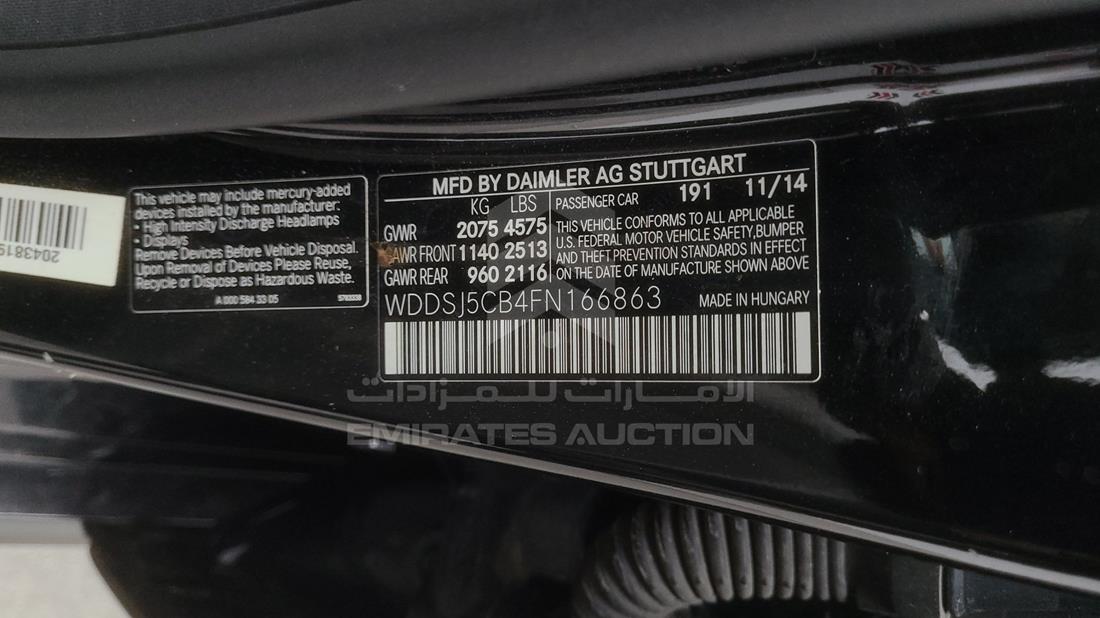 2043819
This vehicle may include mercury-added
devices installed by the manufacturer:
· High Intensity Discharge Headlamps
· Displays
Remove Devices Before Vehicle Disposal.
Upon Removal of Devices Please Reuse,
Recycle or Dispose as Hazardous Waste.
A 000 584 33 05
MFD BY DAIMLER AG STUTTGART
KG LBS PASSENGER CAR 191 11/14
GVWR 2075 4575 THIS VEHICLE CONFORMS TO ALL APPLICABLE
GAWR FRONT 1140 2513 U.S. FEDERAL MOTOR VEHICLE SAFETY, BUMPER
AND THEFT PREVENTION STANDARDS IN EFFECT
GAWR REAR 960 2116 ON THE DATE OF MANUFACTURE SHOWN ABOVE
WDDSJ5CB4FN166863 MADE IN HUNGARY
الإمارات للمزادات
EMIRATES AUCTION